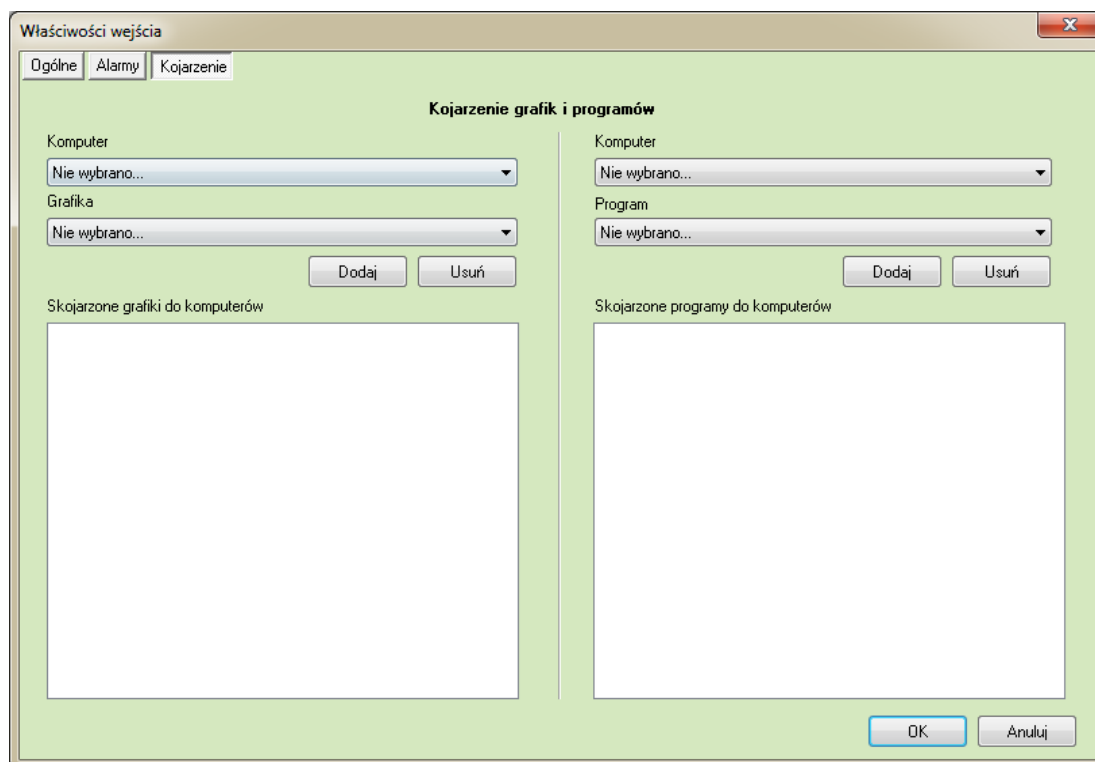 Właściwości wejścia
Ogólne Alarmy Kojarzenie
Kojarzenie grafik i programów
Komputer
Nie wybrano...
Grafika
Nie wybrano...
Dodaj Usuń
Skojarzone grafiki do komputerów
Komputer
Nie wybrano...
Program
Nie wybrano...
Dodaj Usuń
Skojarzone programy do komputerów
OK Anuluj